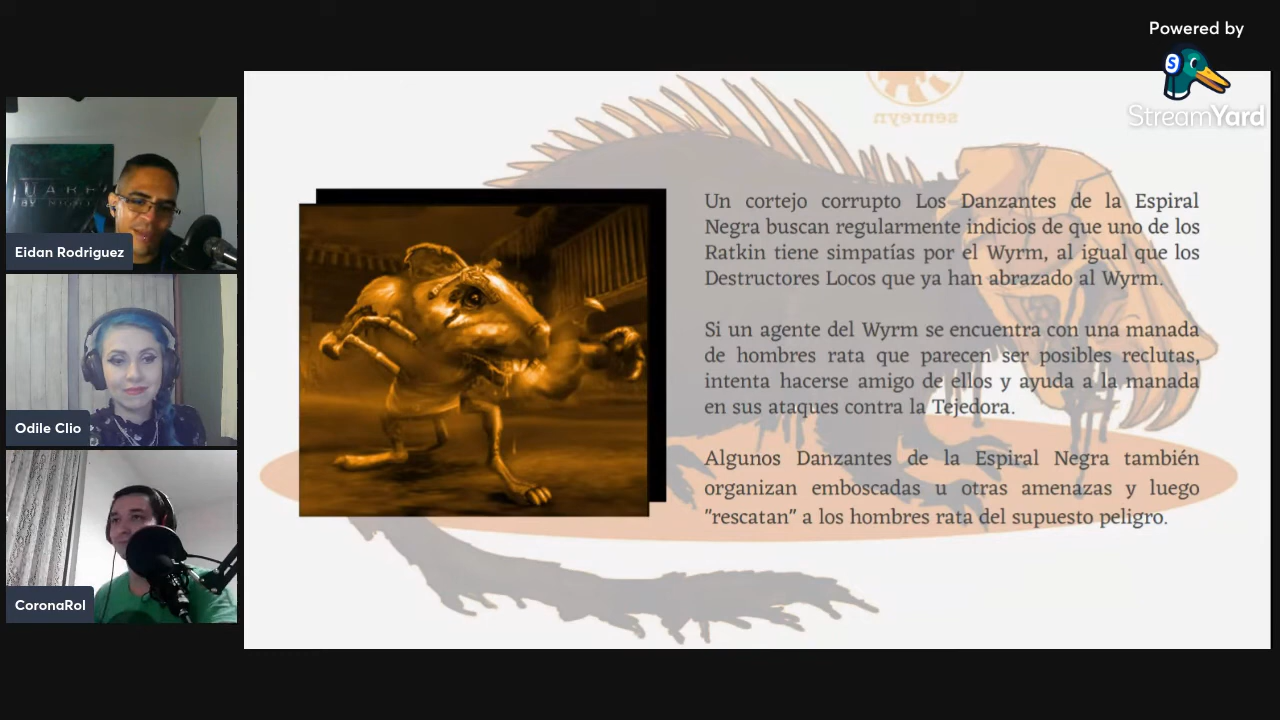 Powered by
StreamYard
senreyn
UARE
BY NIGHT
Eidan Rodriguez
Odile Clio
CoronaRol
Un cortejo corrupto Los Danzantes de la Espiral
Negra buscan regularmente indicios de que uno de los
Ratkin tiene simpatías por el Wyrm, al igual que los
Destructores Locos que ya han abrazado al Wyrm.
Si un agente del Wyrm se encuentra con una manada
de hombres rata que parecen ser posibles reclutas,
intenta hacerse amigo de ellos y ayuda a la manada
en sus ataques contra la Tejedora.
Algunos Danzantes de la Espiral Negra también
organizan emboscadas u otras amenazas y luego
"rescatan" a los hombres rata del supuesto peligro.